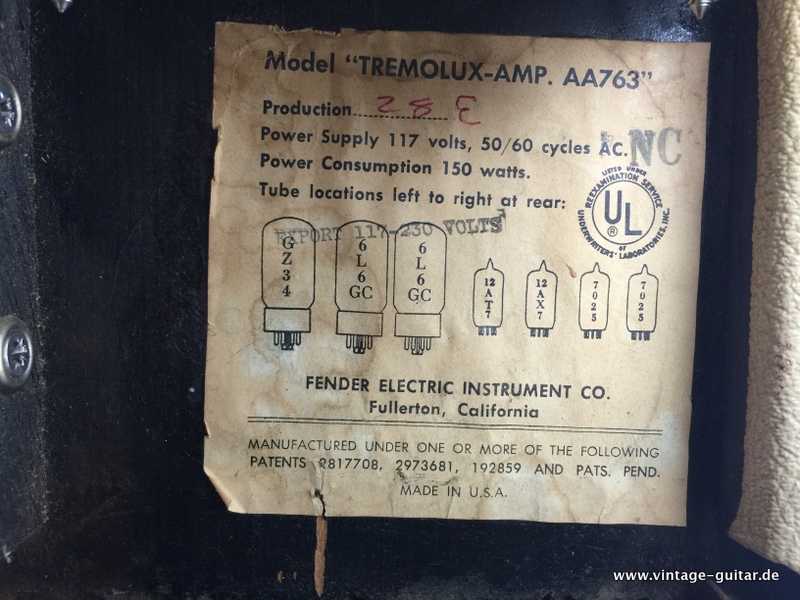 Model "TREMOLUX-AMP. AA763"
Production 28 E
Power Supply 117 volts, 50/60 cycles AC. NC
Power Consumption 150 watts.
Tube locations left to right at rear:
LISTED UNDER REEXAMINATION SERVICE
UL
®
OF
UNDERWRITERS' LABORATORIES, INC.
EXPORT 117-230 VOLTS
GZ34
6L6GC
6L6GC
12AT7
12AX7
7025
7025
FENDER ELECTRIC INSTRUMENT CO.
Fullerton, California
MANUFACTURED UNDER ONE OR MORE OF THE FOLLOWING
PATENTS 2817708, 2973681, 192859 AND PATS. PEND.
MADE IN U.S.A.
www.vintage-guitar.de